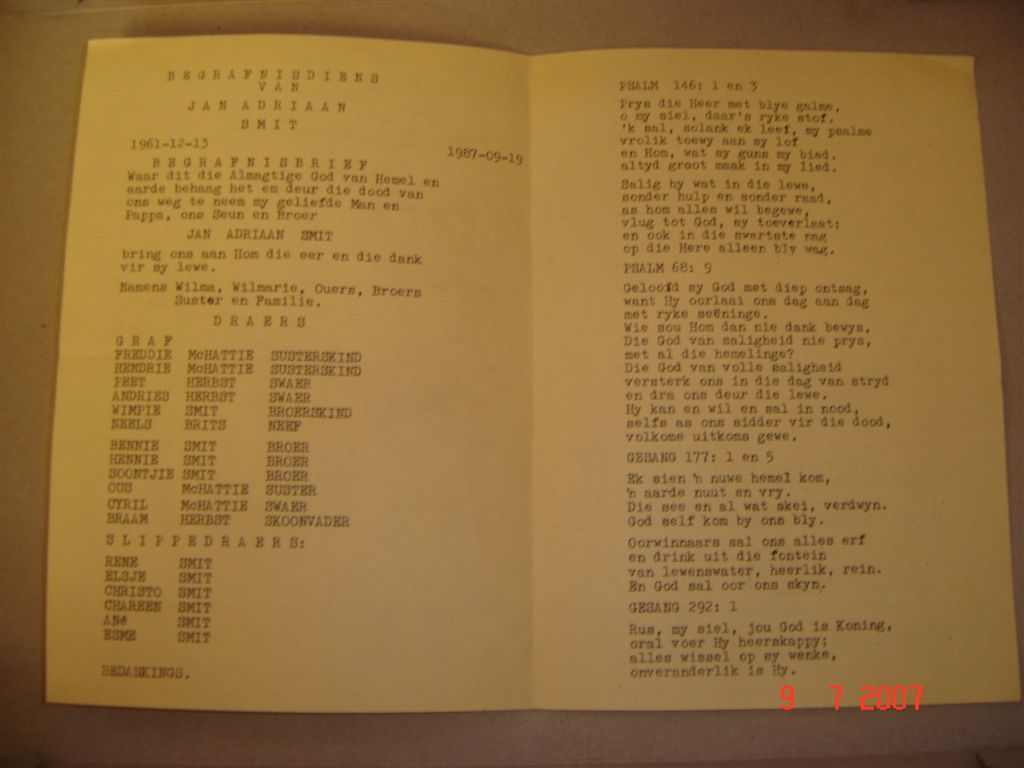 BEGRAFNISDIENS
VAN
JAN ADRIAAN
SMIT
1961-12-13
1987-09-19
BEGRAFNISBRIEF
Waar dit die Almagtige God van Hemel en
aarde behaag het om deur die dood van
ons weg te neem my geliefde Man en
Pappa, ons Seun en Broer
JAN ADRIAAN SMIT
bring ons aan Hom die eer en die dank
vir sy lewe.
Namens Wilma, Wilmarie, Ouers, Broers
Suster en Familie.
DRAERS
GRAF
FREDDIE McHATTIE SUSTERSKIND
HENDRIE McHATTIE SUSTERSKIND
PEET HERBST SWAER
ANDRIES HERBST SWAER
WIMPIE SMIT BROERSKIND
NEELS BRITS NEEF
BENNIE SMIT BROER
HENNIE SMIT BROER
SOONTJIE SMIT BROER
OUS McHATTIE SUSTER
CYRIL McHATTIE SWAER
BRAAM HERBST SKOONVADER
SLIPPEDRAERS:
RENE SMIT
ELSJE SMIT
CHRISTO SMIT
CHAREEN SMIT
ANé SMIT
ESME SMIT
BEDANKINGS.
PSALM 146: 1 en 3
Prys die Heer met blye galme,
o my siel, daar's ryke stof.
'k sal, solank ek leef, my psalme
vrolik toewy aan sy lof
en Hom, wat sy guns my bied,
altyd groot maak in my lied.
Salig hy wat in die lewe,
sonder hulp en sonder raad,
as hom alles wil begewe,
vlug tot God, sy toeverlaat;
en ook in die swartste nag
op die Here alleen bly wag.
PSALM 68: 9
Geloofd sy God met diep ontsag,
want Hy oorlaai ons dag aan dag
met ryke seëninge.
Wie sou Hom dan nie dank bewys,
Die God van saligheid nie prys,
met al die hemelinge?
Die God van volle saligheid
versterk ons in die dag van stryd
en dra ons deur die lewe.
Hy kan en wil en sal in nood,
selfs as ons sidder vir die dood,
volkome uitkoms gewe.
GESANG 177: 1 en 5
Ek sien 'n nuwe hemel kom,
'n aarde nuut en vry.
Die see en al wat skei, verdwyn.
God self kom by ons bly.
Oorwinnaars sal ons alles erf
en drink uit die fontein
van lewenswater, heerlik, rein.
En God sal oor ons skyn.
GESANG 292: 1
Rus, my siel, jou God is Koning,
oral voer Hy heerskappy;
alles wissel op sy wenke,
onveranderlik is Hy.
9 7 2007